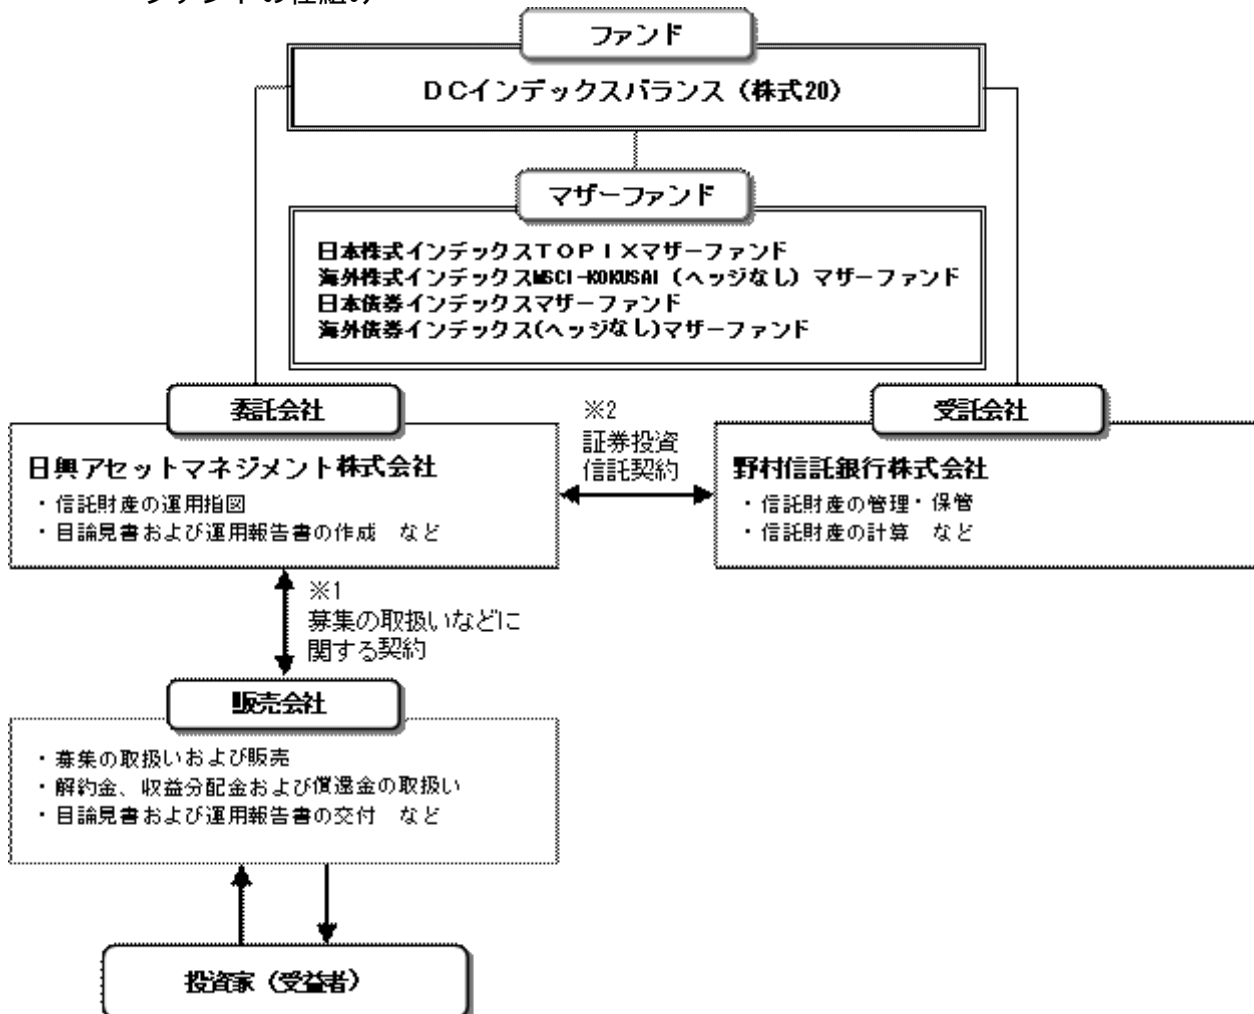 ファンドの仕組み
ファンド
DCインデックスバランス（株式20）
マザーファンド
日本株式インデックスTOPIXマザーファンド
海外株式インデックスMSCI-KOKUSAI（ヘッジなし）マザーファンド
日本債券インデックスマザーファンド
海外債券インデックス(ヘッジなし)マザーファンド
委託会社
日興アセットマネジメント株式会社
・信託財産の運用指図
・目論見書および運用報告書の作成　など
※2
証券投資
信託契約
受託会社
野村信託銀行株式会社
・信託財産の管理・保管
・信託財産の計算　など
※1
募集の取扱いなどに
関する契約
販売会社
・募集の取扱いおよび販売
・解約金、収益分配金および償還金の取扱い
・目論見書および運用報告書の交付　など
投資家（受益者）